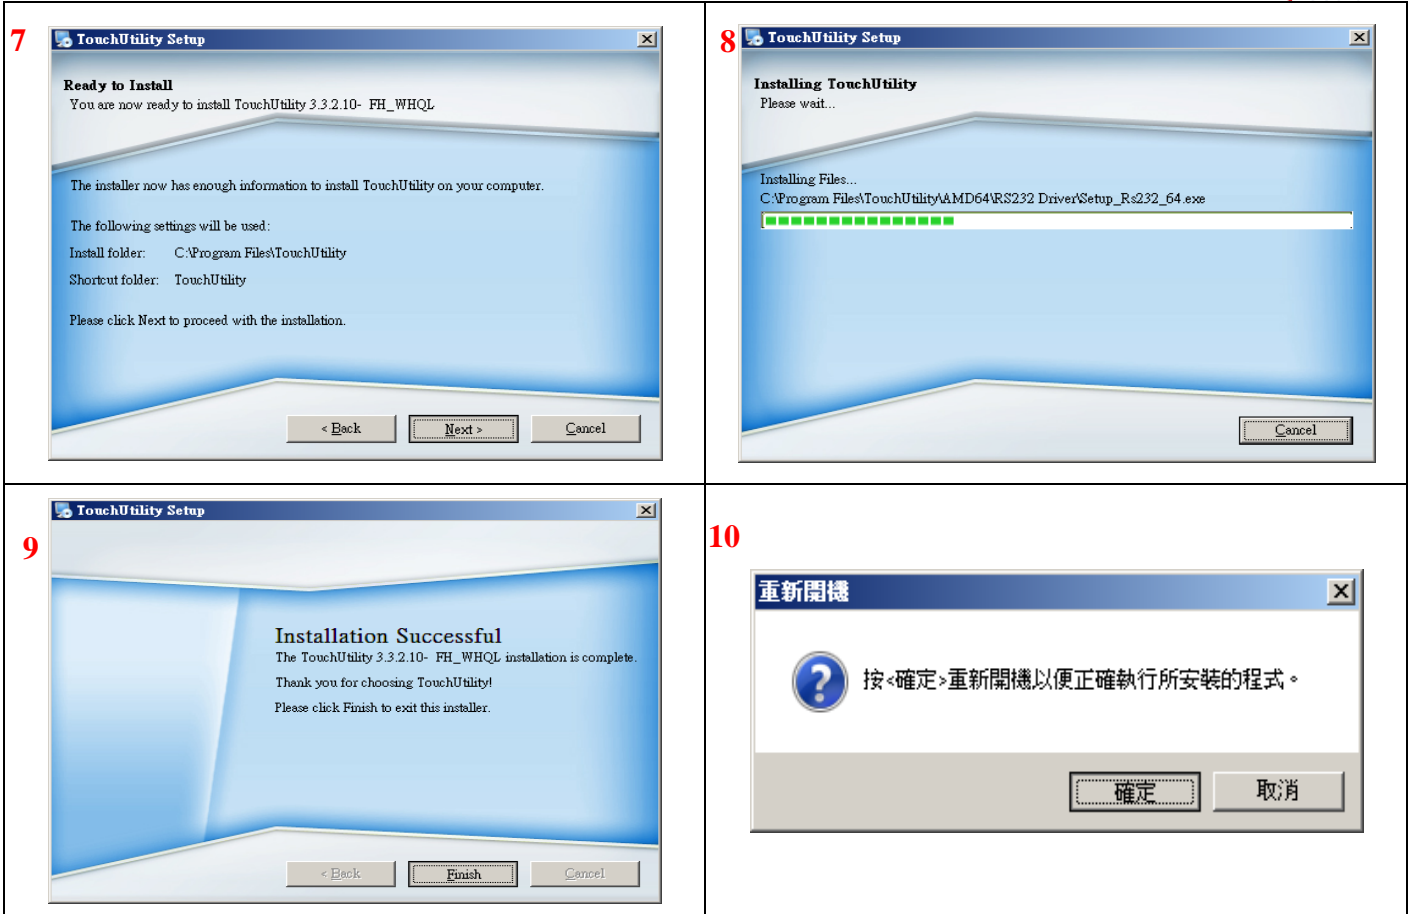 7
TouchUtility Setup
Ready to Install
You are now ready to install TouchUtility 3.3.2.10- FH_WHQL
The installer now has enough information to install TouchUtility on your computer.
The following settings will be used:
Install folder: C:\Program Files\TouchUtility
Shortcut folder: TouchUtility
Please click Next to proceed with the installation.
< Back Next > Cancel
8
TouchUtility Setup
Installing TouchUtility
Please wait...
Installing Files...
C:\Program Files\TouchUtility\AMD64\RS232 Driver\Setup_Rs232_64.exe
Cancel
9
TouchUtility Setup
Installation Successful
The TouchUtility 3.3.2.10- FH_WHQL installation is complete.
Thank you for choosing TouchUtility!
Please click Finish to exit this installer.
< Back Finish Cancel
10
重新開機
按<確定>重新開機以便正確執行所安裝的程式。
確定 取消